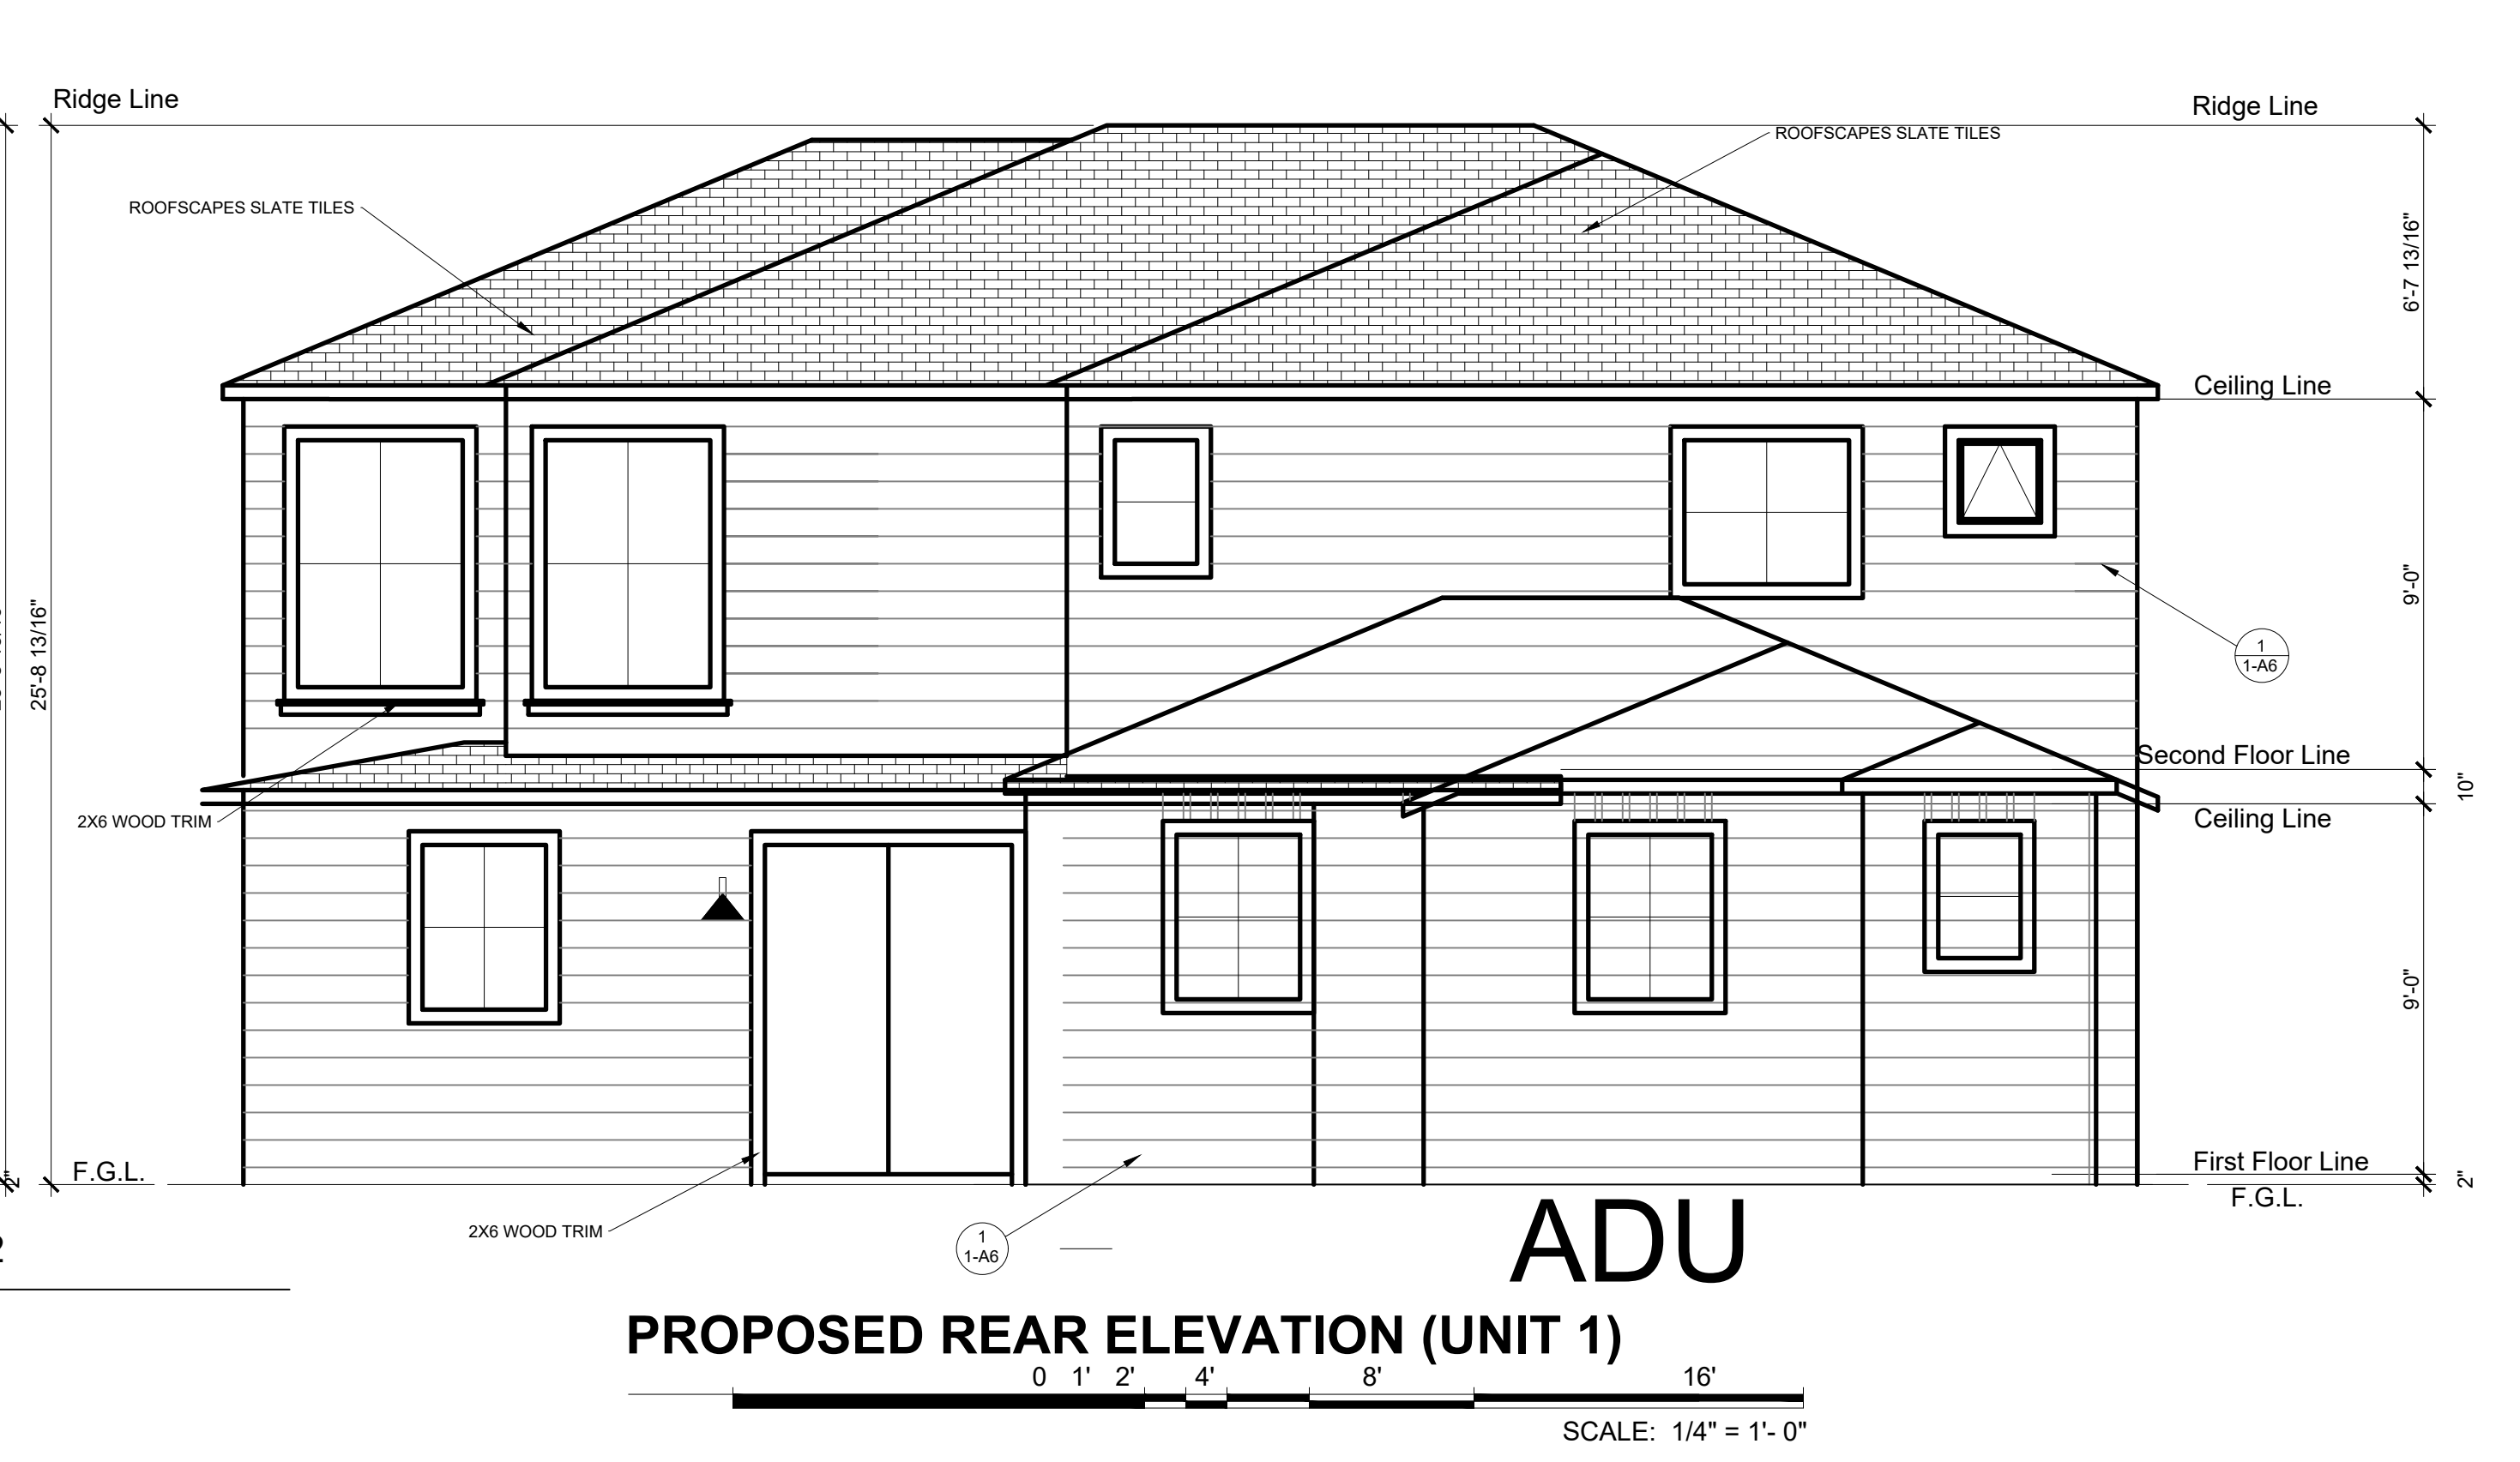 Ridge Line
Ridge Line
ROOFSCAPES SLATE TILES
ROOFSCAPES SLATE TILES
6'-7 13/16"
Ceiling Line
9'-0"
25'-8 13/16"
1
1-A6
Second Floor Line
10"
2X6 WOOD TRIM
Ceiling Line
9'-0"
First Floor Line
2"
F.G.L.
2"
F.G.L.
2X6 WOOD TRIM
1
1-A6
ADU
PROPOSED REAR ELEVATION (UNIT 1)
0 1' 2' 4' 8' 16'
SCALE: 1/4" = 1'- 0"